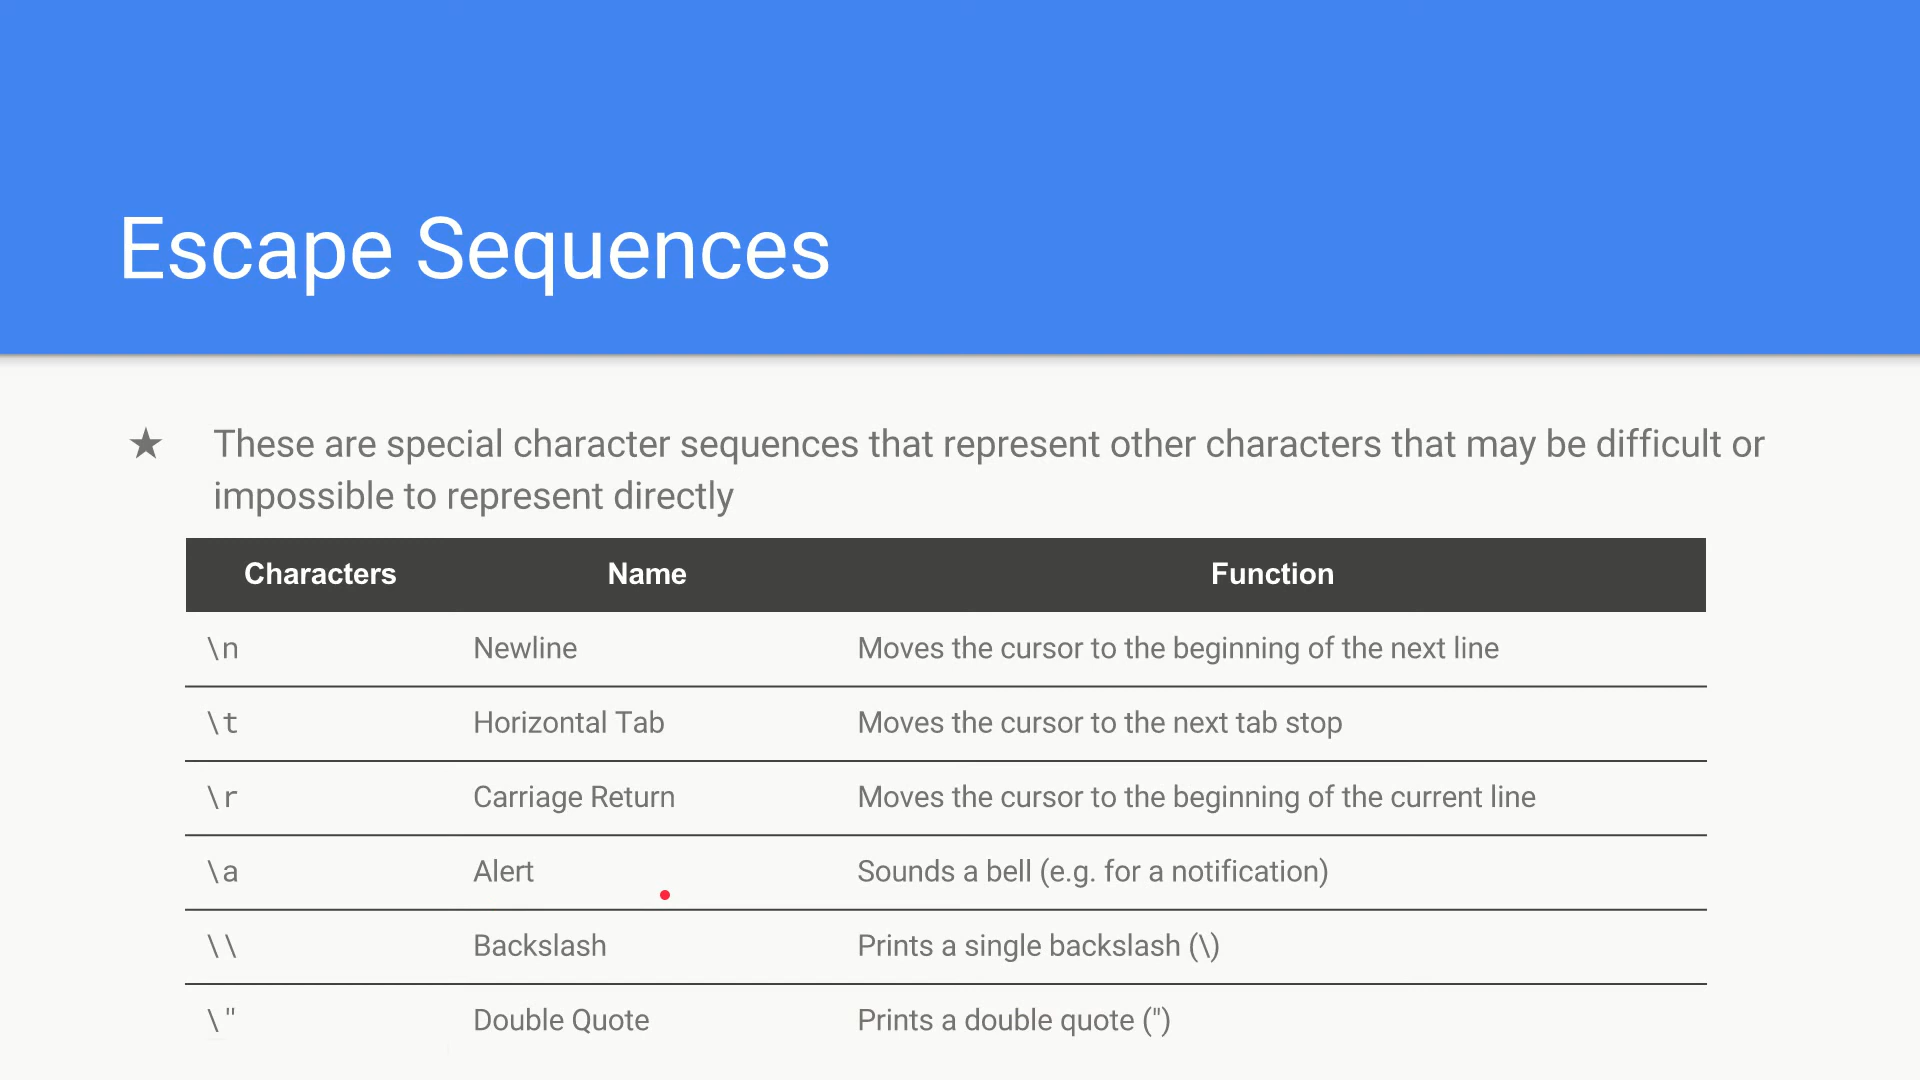 Escape Sequences
★ These are special character sequences that represent other characters that may be difficult or
impossible to represent directly
Characters Name Function
\n Newline Moves the cursor to the beginning of the next line
\t Horizontal Tab Moves the cursor to the next tab stop
\r Carriage Return Moves the cursor to the beginning of the current line
\a Alert Sounds a bell (e.g. for a notification)
\\ Backslash Prints a single backslash (\)
\" Double Quote Prints a double quote (")